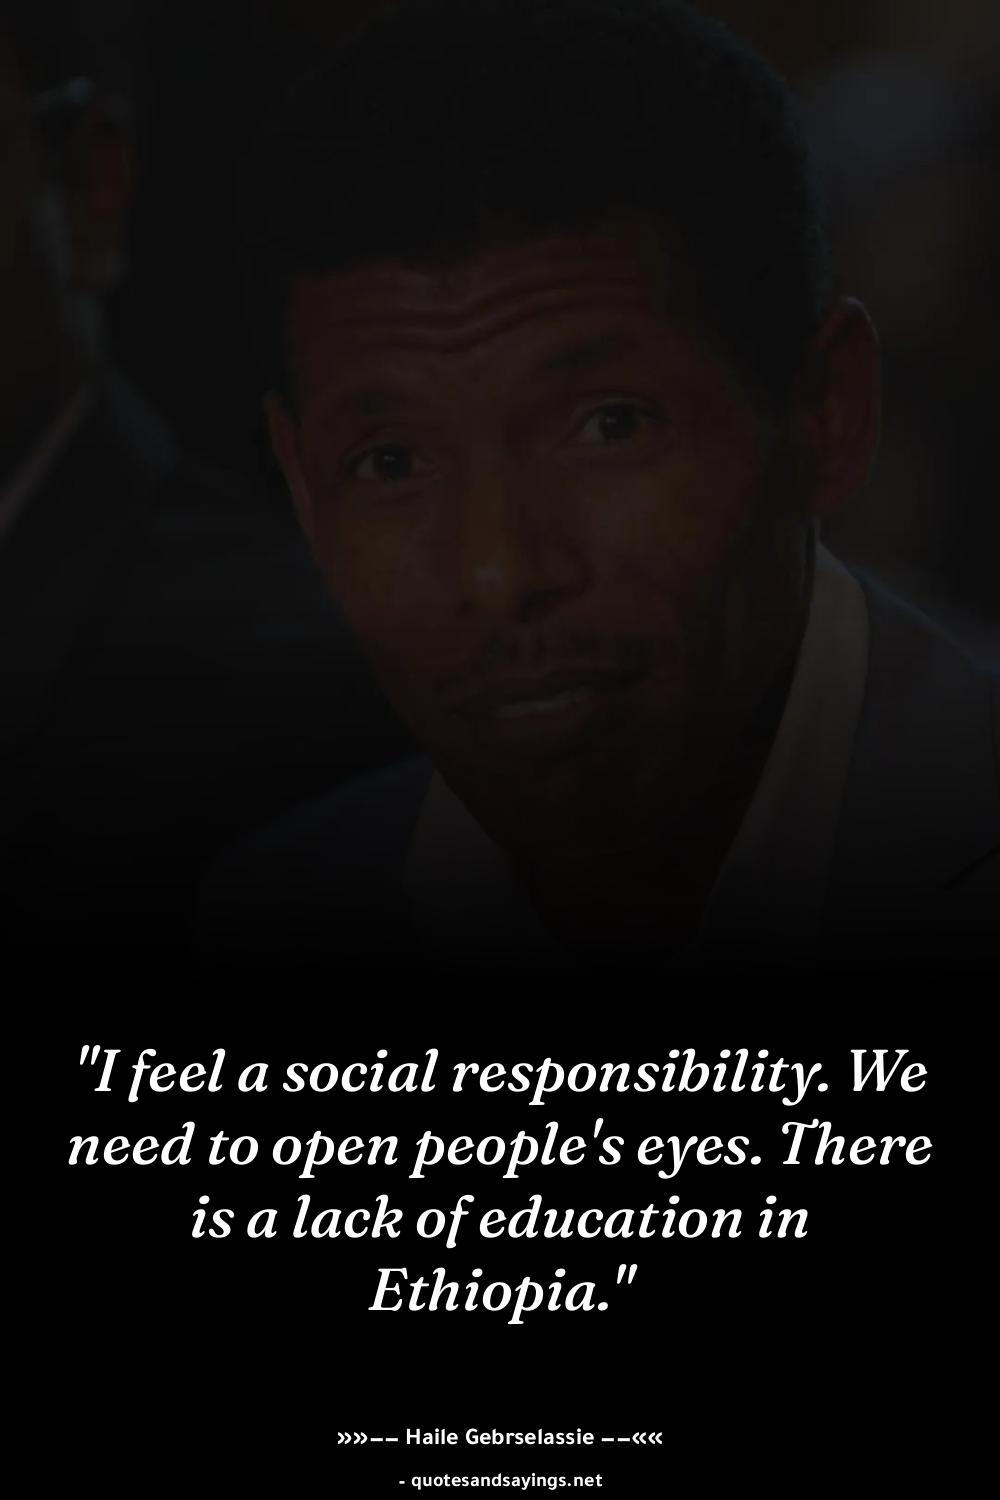 "I feel a social responsibility. We
need to open people's eyes. There
is a lack of education in
Ethiopia."
»»−− Haile Gebrselassie −−««
- quotesandsayings.net